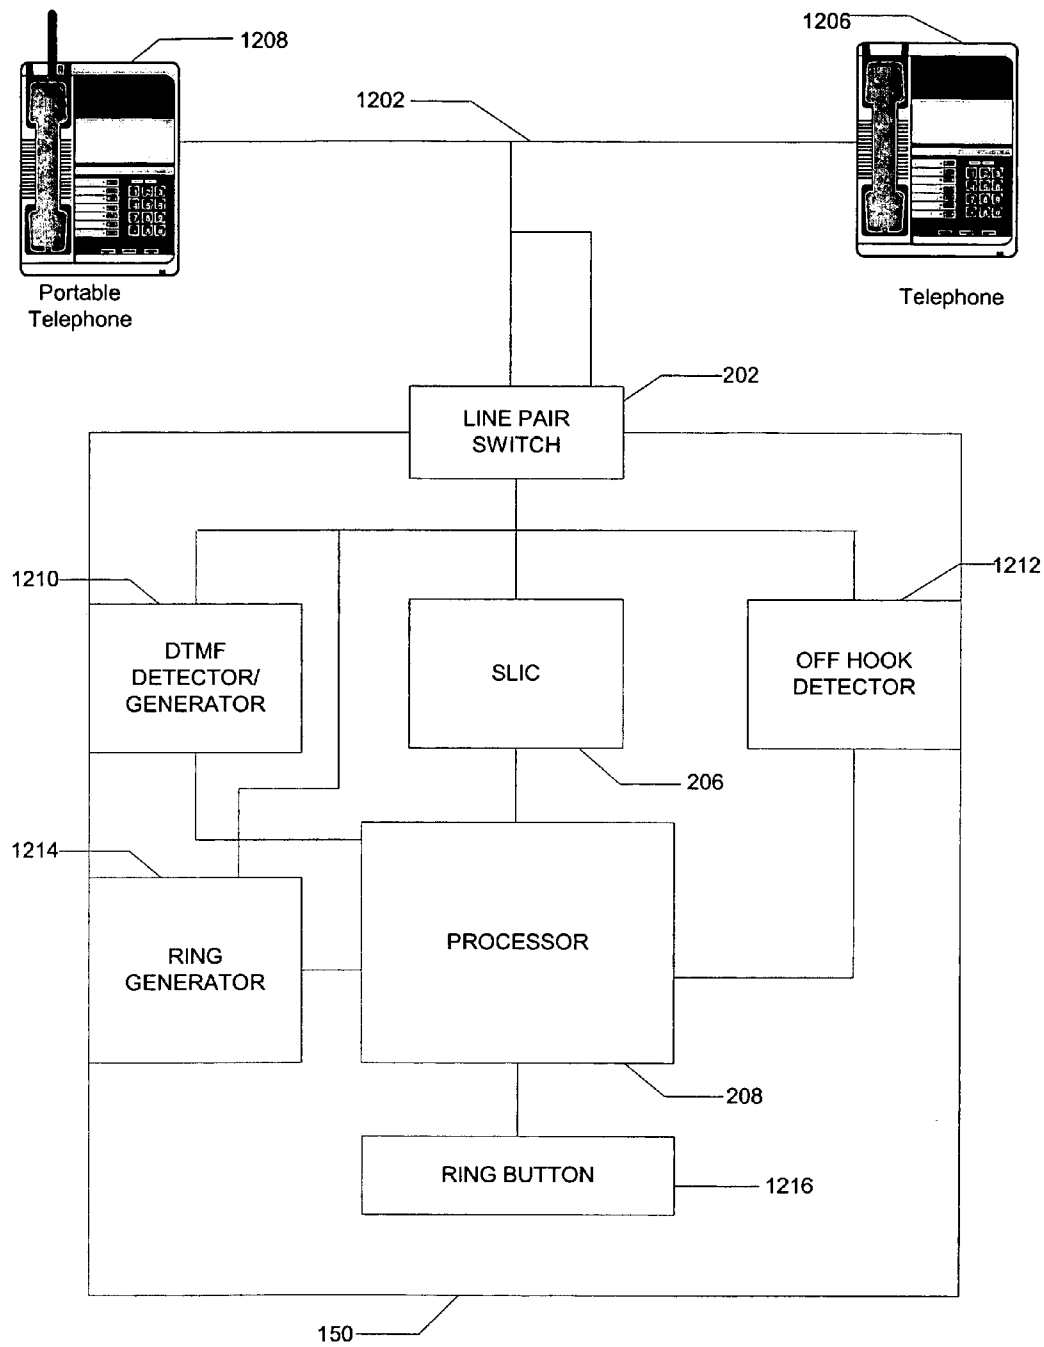 1208
1206
1202
Portable
Telephone
Telephone
202
LINE PAIR
SWITCH
1210
1212
DTMF
DETECTOR/
GENERATOR
SLIC
OFF HOOK
DETECTOR
206
1214
RING
GENERATOR
PROCESSOR
208
RING BUTTON
1216
150